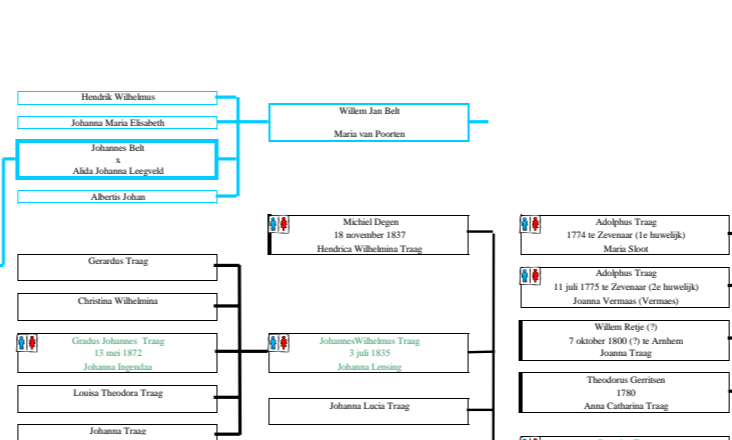 Hendrik Wilhelmus
Johanna Maria Elisabeth
Johannes Belt
x
Alida Johanna Leegveld
Albertis Johan
Willem Jan Belt
Maria van Poorten
Gerardus Traag
Christina Wilhelmina
Gradus Johannes Traag
13 mei 1872
Johanna Ingendaa
Louisa Theodora Traag
Johanna Traag
Michiel Degen
18 november 1837
Hendrica Wilhelmina Traag
JohannesWilhelmus Traag
3 juli 1835
Johanna Lensing
Johanna Lucia Traag
Adolphus Traag
1774 te Zevenaar (1e huwelijk)
Maria Sloot
Adolphus Traag
11 juli 1775 te Zevenaar (2e huwelijk)
Joanna Vermaas (Vermaes)
Willem Retje (?)
7 oktober 1800 (?) te Arnhem
Joanna Traag
Theodorus Gerritsen
1780
Anna Catharina Traag